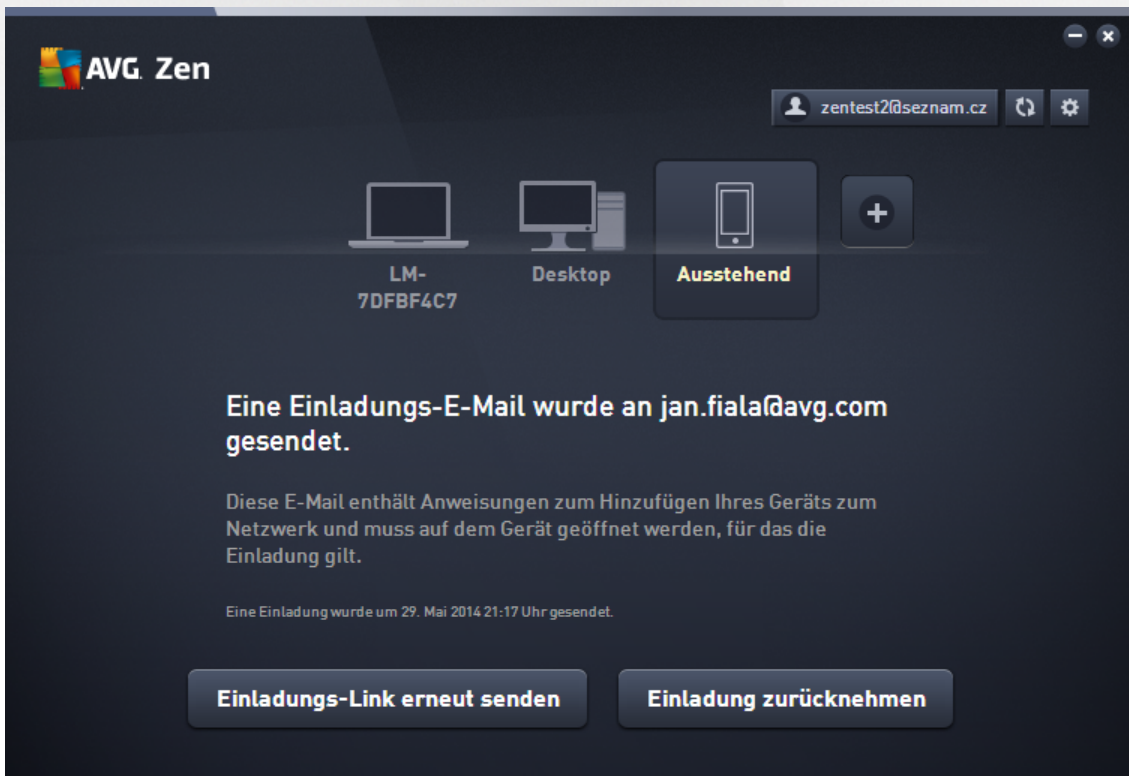 AVG. Zen
zentest2@seznam.cz
LM-
7DFBF4C7
Desktop
Ausstehend
Eine Einladungs-E-Mail wurde an jan.fiala@avg.com
gesendet.
Diese E-Mail enthält Anweisungen zum Hinzufügen Ihres Geräts zum
Netzwerk und muss auf dem Gerät geöffnet werden, für das die
Einladung gilt.
Eine Einladung wurde um 29. Mai 2014 21:17 Uhr gesendet.
Einladungs-Link erneut senden
Einladung zurücknehmen